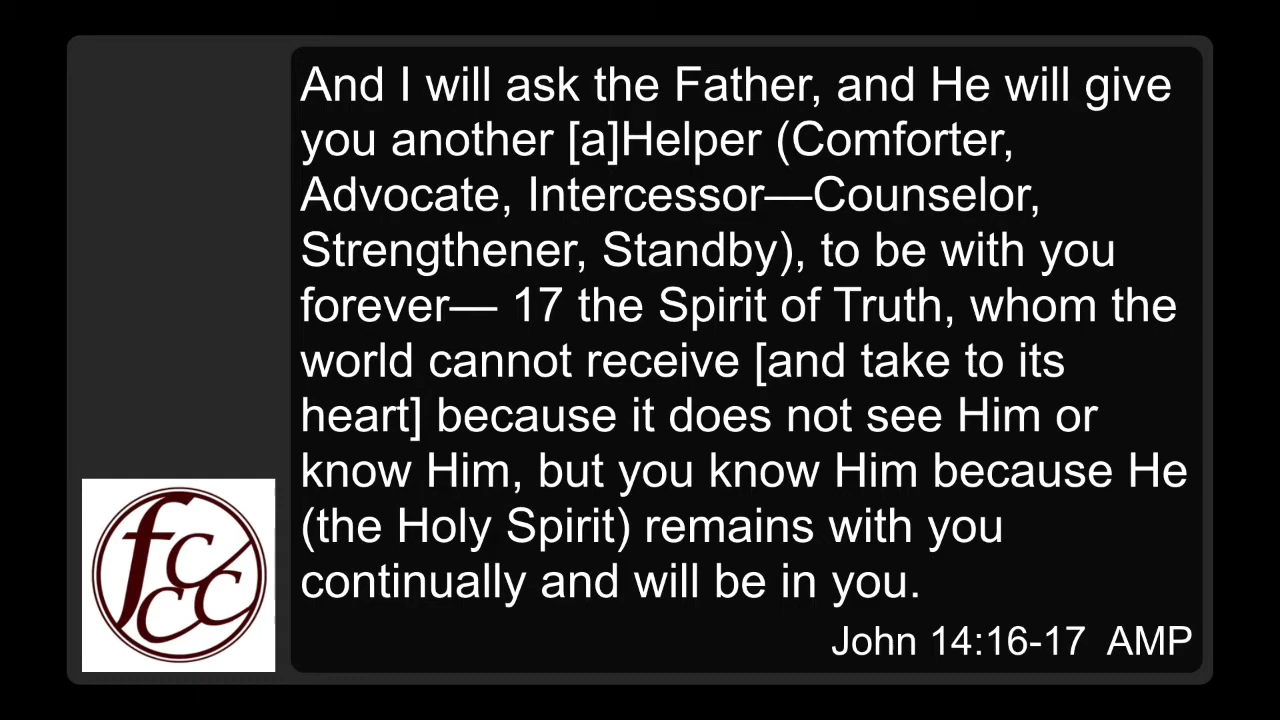 And I will ask the Father, and He will give
you another [a]Helper (Comforter,
Advocate, Intercessor—Counselor,
Strengthener, Standby), to be with you
forever— 17 the Spirit of Truth, whom the
world cannot receive [and take to its
heart] because it does not see Him or
know Him, but you know Him because He
(the Holy Spirit) remains with you
continually and will be in you.
John 14:16-17 AMP
fccc